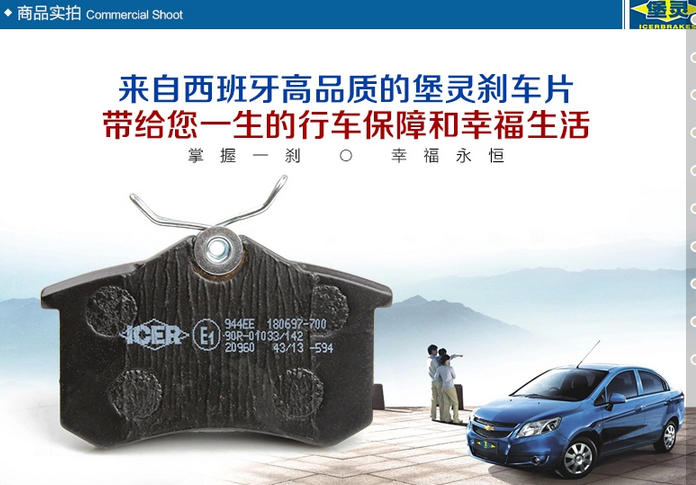 商品实拍 Commercial Shoot
堡灵
ICERBRAKES
来自西班牙高品质的堡灵刹车片
带给您一生的行车保障和幸福生活
掌握一刹 ○ 幸福永恒
944EE 180697-700
ICER E1 90R-01033/142
20960 43/13 -594